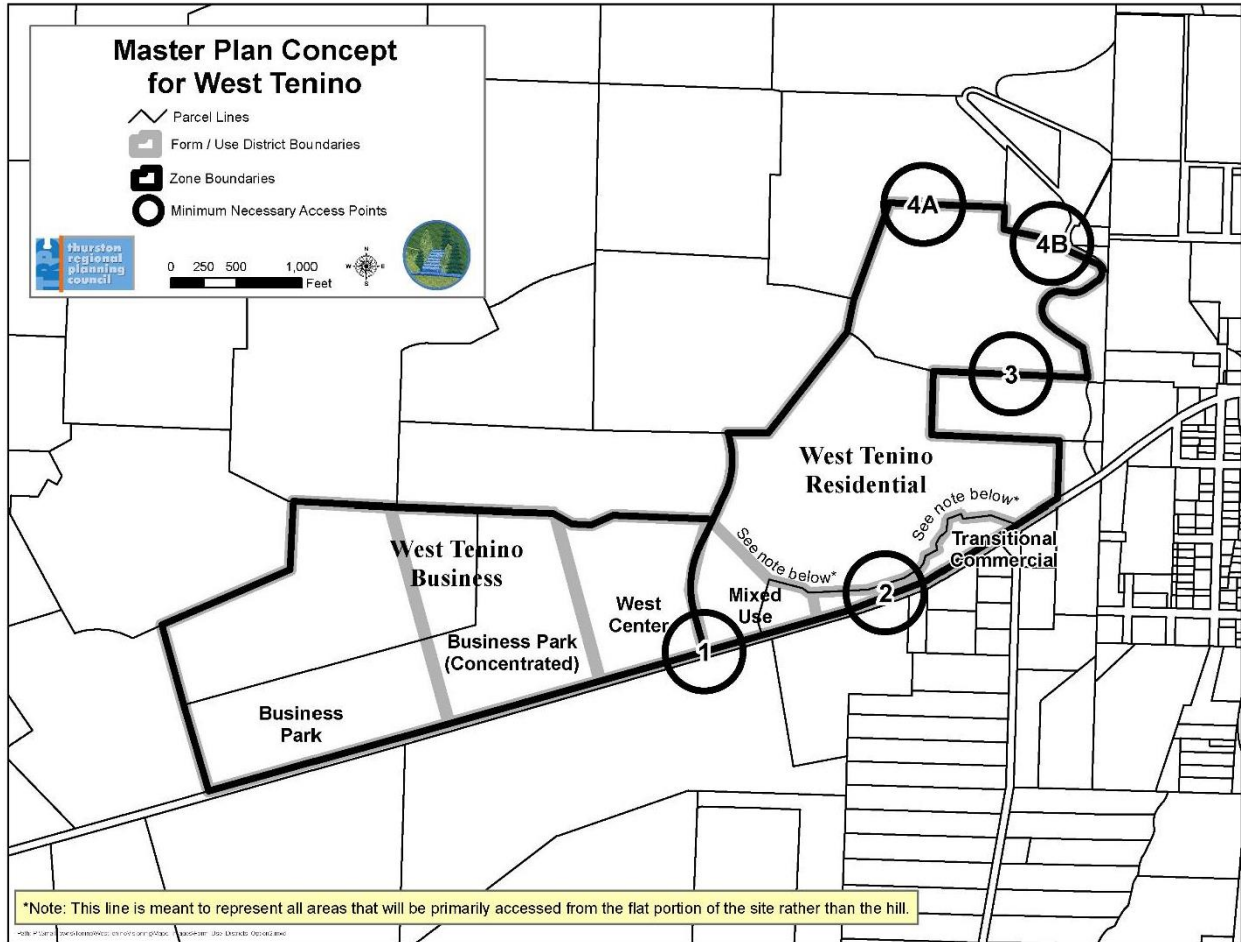 Master Plan Concept
for West Tenino
Parcel Lines
Form / Use District Boundaries
Zone Boundaries
Minimum Necessary Access Points
TRPC
thurston
regional
planning
council
0 250 500 1,000
Feet
N
W E
S
4A
4B
3
West Tenino
Residential
See note below*
See note below*
Transitional
Commercial
2
Mixed
Use
West Tenino
Business
West
Center
1
Business Park
(Concentrated)
Business
Park
*Note: This line is meant to represent all areas that will be primarily accessed from the flat portion of the site rather than the hill.